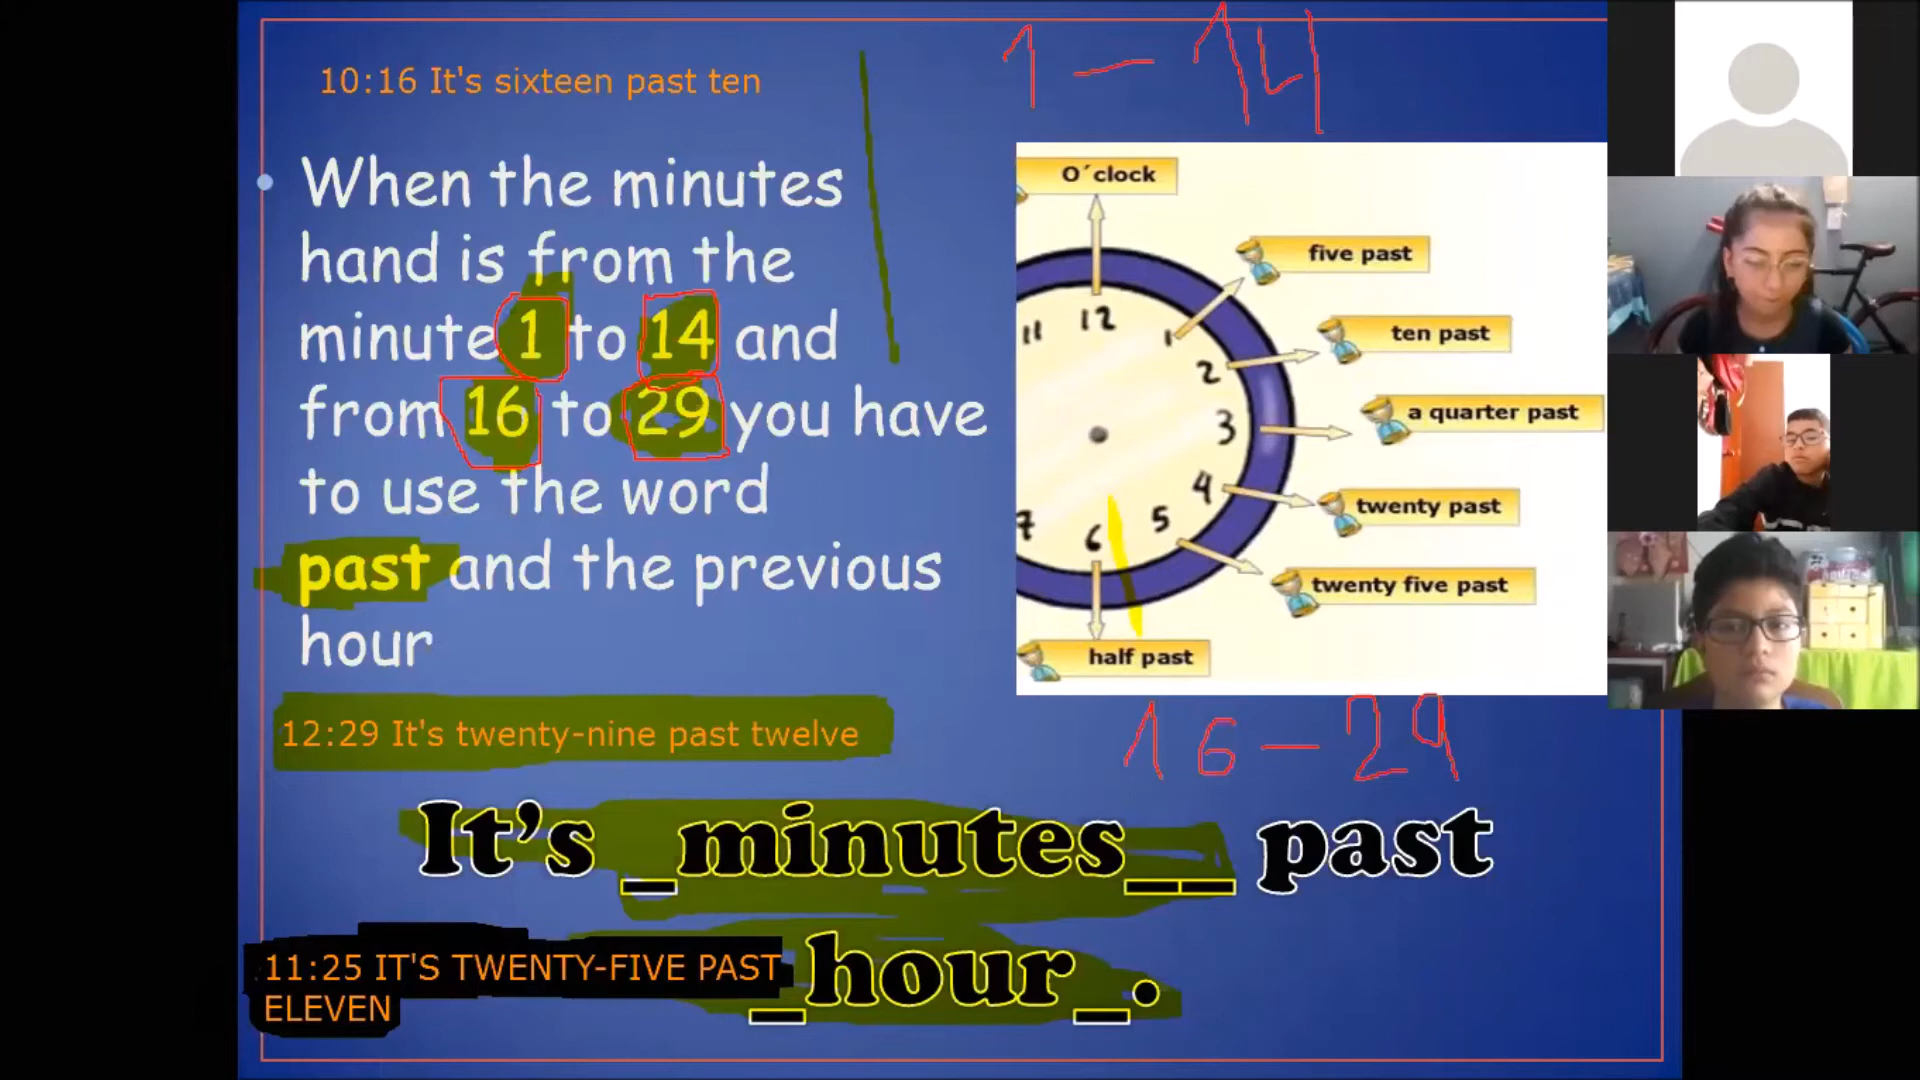 10:16 It's sixteen past ten
1 - 14
When the minutes
hand is from the
minute 1 to 14 and
from 16 to 29 you have
to use the word
past and the previous
hour
O´clock
five past
ten past
a quarter past
twenty past
twenty five past
half past
11
12
1
2
3
4
5
6
7
12:29 It's twenty-nine past twelve
16 - 29
It's _minutes__ past
_hour_.
11:25 IT'S TWENTY-FIVE PAST
ELEVEN